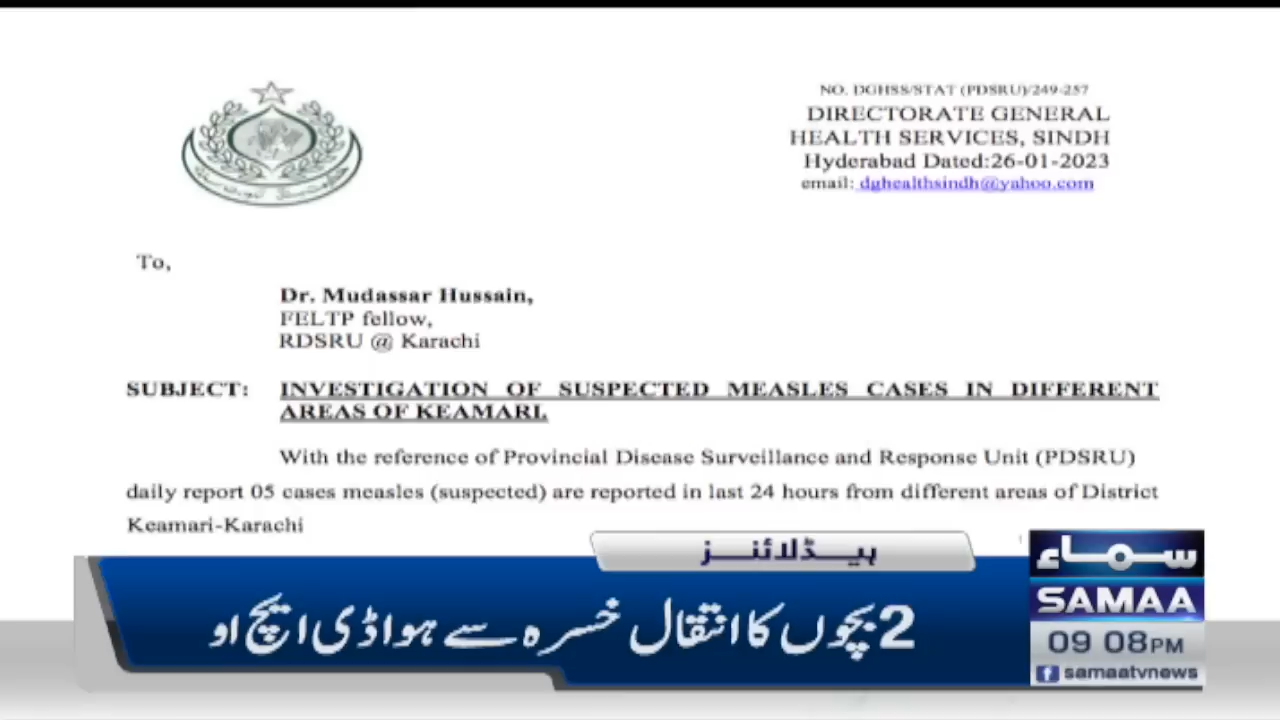 NO. DGHSS/STAT (PDSRU)/249-257
DIRECTORATE GENERAL
HEALTH SERVICES, SINDH
Hyderabad Dated:26-01-2023
email: dghealthsindh@yahoo.com
To,
Dr. Mudassar Hussain,
FELTP fellow,
RDSRU @ Karachi
SUBJECT: INVESTIGATION OF SUSPECTED MEASLES CASES IN DIFFERENT
AREAS OF KEAMARI.
With the reference of Provincial Disease Surveillance and Response Unit (PDSRU)
daily report 05 cases measles (suspected) are reported in last 24 hours from different areas of District
Keamari-Karachi
ہیڈلائنز
2 بچوں کا انتقال خسرہ سے ہوا ڈی ایچ او
سماء
SAMAA
09 08PM
samaatvnews